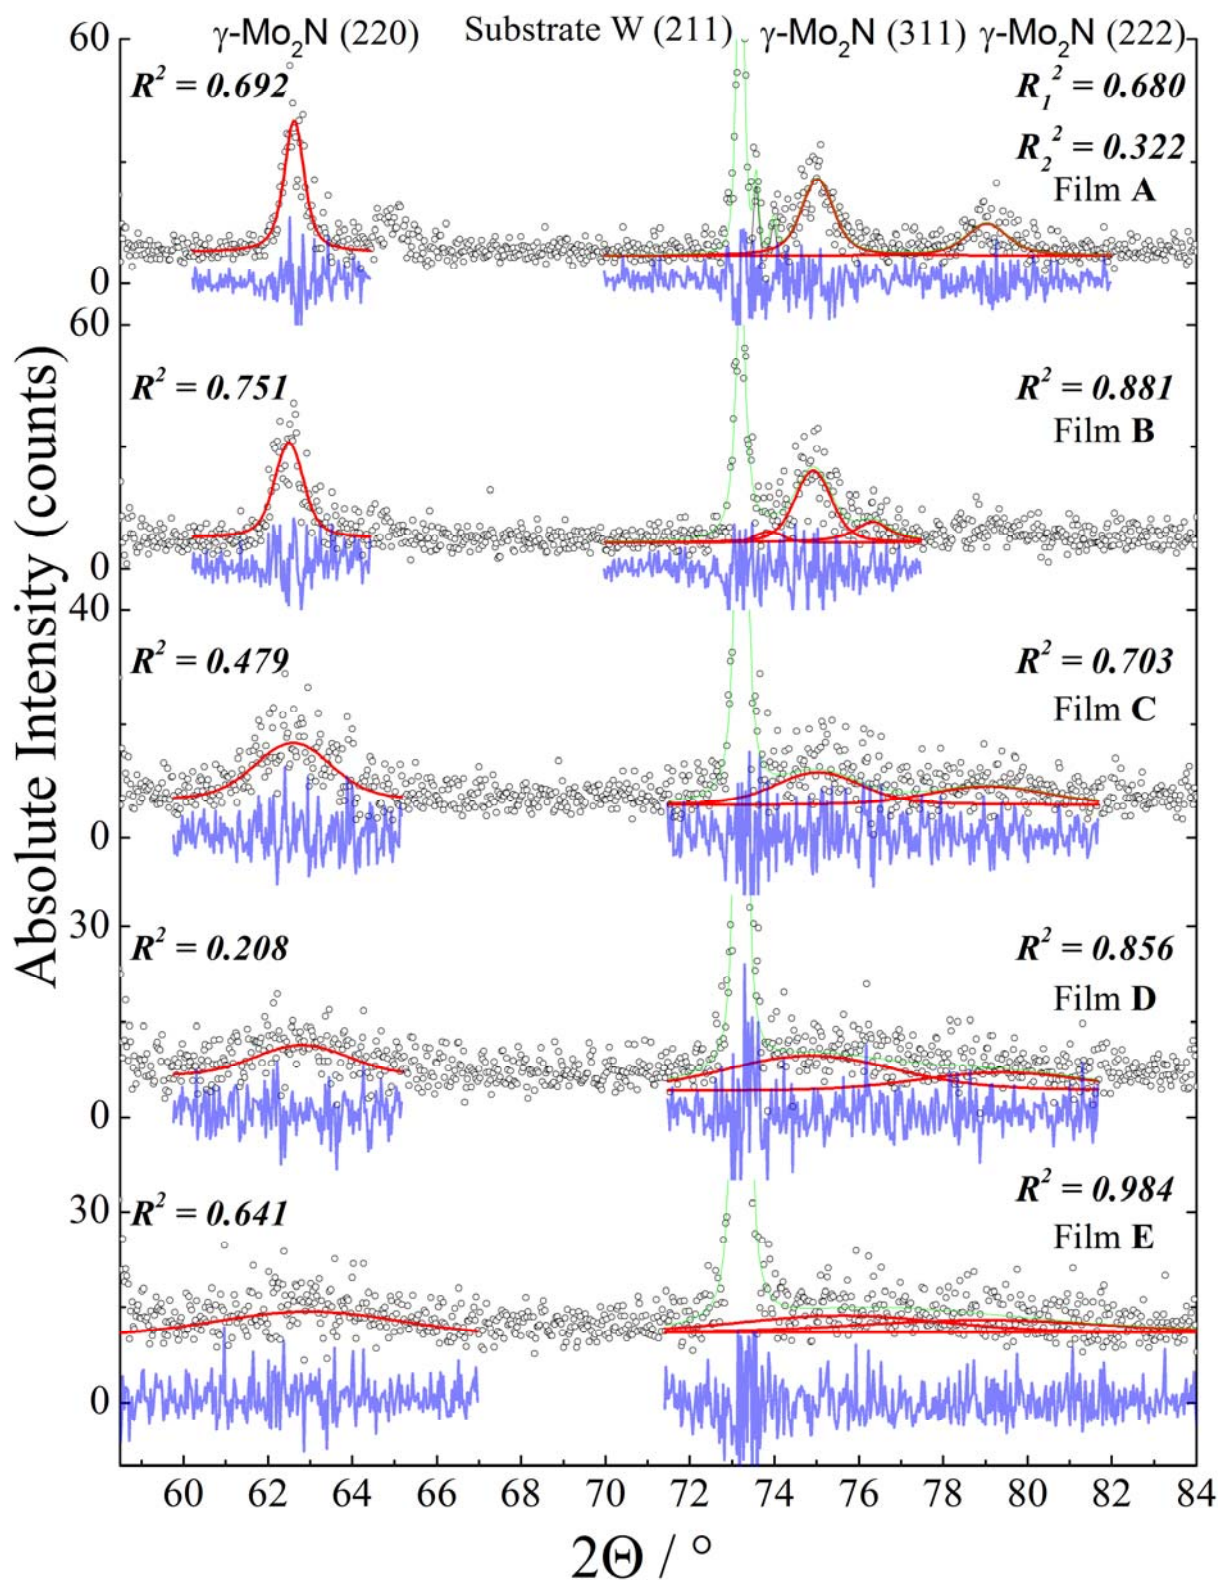 γ-Mo₂N (220) Substrate W (211) γ-Mo₂N (311) γ-Mo₂N (222)
60
R² = 0.692 R₁² = 0.680
R₂² = 0.322
Film A
0
60
R² = 0.751 R² = 0.881
Film B
0
40
R² = 0.479 R² = 0.703
Film C
0
30
R² = 0.208 R² = 0.856
Film D
0
30
R² = 0.641 R² = 0.984
Film E
0
Absolute Intensity (counts)
60 62 64 66 68 70 72 74 76 78 80 82 84
2Θ / °